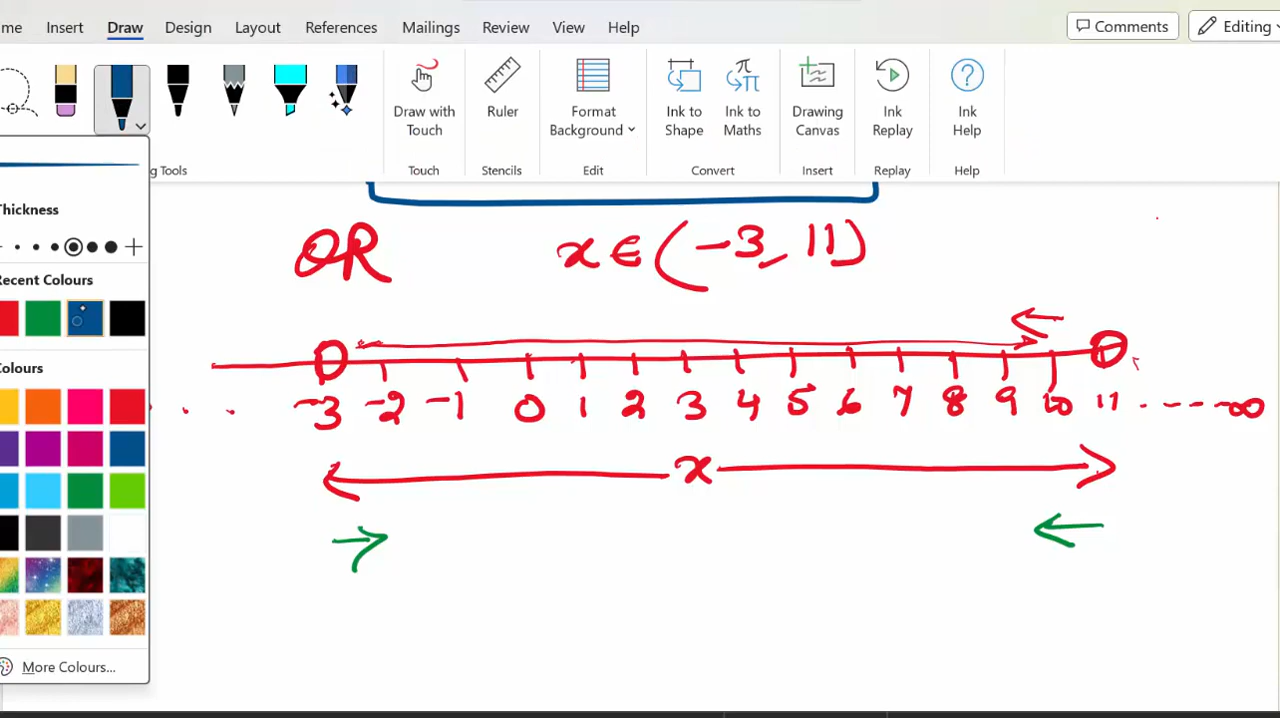 me Insert Draw Design Layout References Mailings Review View Help Comments Editing
Draw with Touch Ruler Format Background Ink to Shape Ink to Maths Drawing Canvas Ink Replay Ink Help
g Tools Touch Stencils Edit Convert Insert Replay Help
Thickness
Recent Colours
Colours
More Colours...
OR x ∈ (-3, 11)
. . . -3 -2 -1 0 1 2 3 4 5 6 7 8 9 10 11 . - - - ∞
x